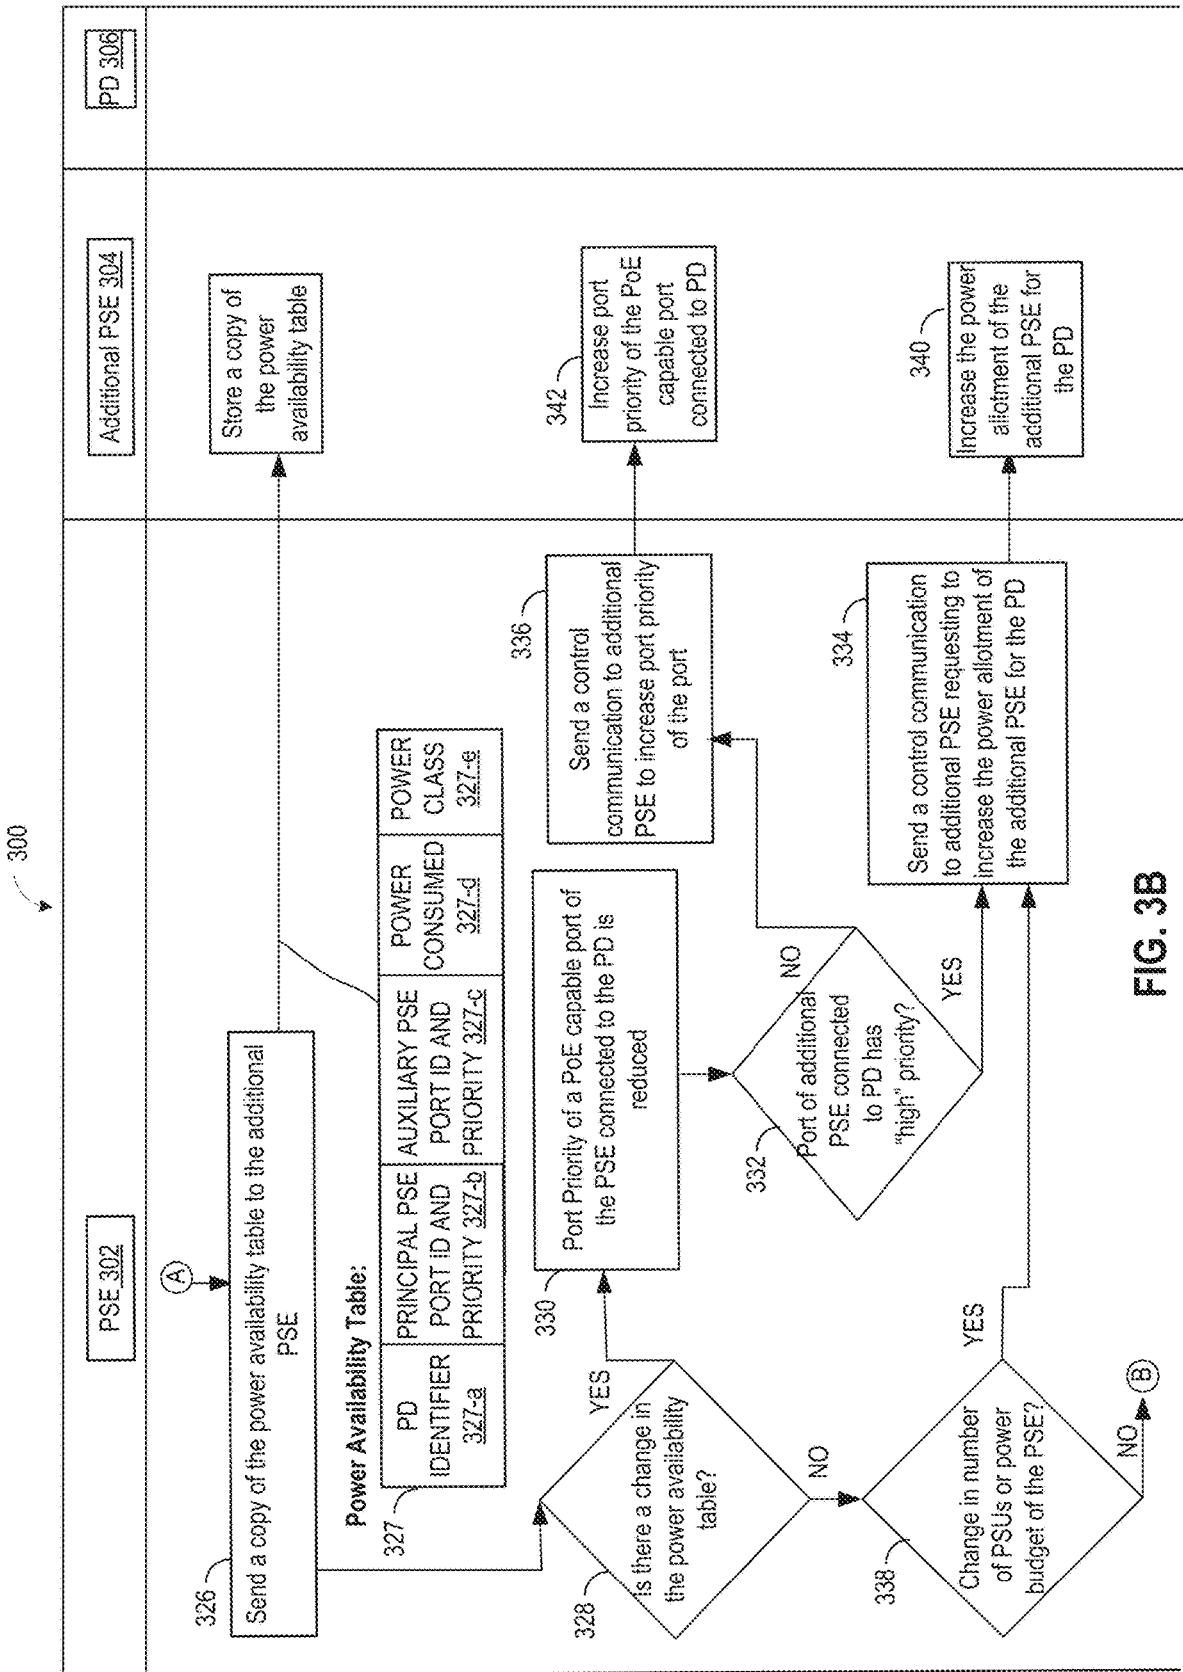 300
PSE 302
Additional PSE 304
PD 306
A
326
Send a copy of the power availability table to the additional
PSE
Store a copy of
the power
availability table
Power Availability Table:
327
PD
IDENTIFIER
327-a
PRINCIPAL PSE
PORT ID AND
PRIORITY 327-b
AUXILIARY PSE
PORT ID AND
PRIORITY 327-c
POWER
CONSUMED
327-d
POWER
CLASS
327-e
328
Is there a change in
the power availability
table?
YES
NO
330
Port Priority of a PoE capable port of
the PSE connected to the PD is
reduced
332
Port of additional
PSE connected
to PD has
"high" priority?
NO
YES
336
Send a control
communication to additional
PSE to increase port priority
of the port
342
Increase port
priority of the PoE
capable port
connected to PD
338
Change in number
of PSUs or power
budget of the PSE?
YES
NO
B
334
Send a control communication
to additional PSE requesting to
increase the power allotment of
the additional PSE for the PD
340
Increase the power
allotment of the
additional PSE for
the PD
FIG. 3B